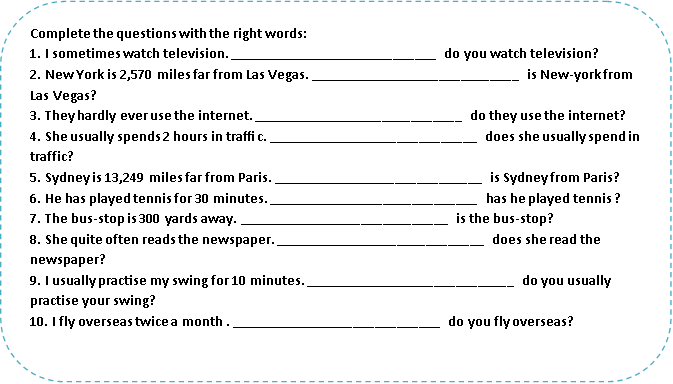 Complete the questions with the right words:
1. I sometimes watch television. ______________________________ do you watch television?
2. New York is 2,570 miles far from Las Vegas. ______________________________ is New-york from
Las Vegas?
3. They hardly ever use the internet. ______________________________ do they use the internet?
4. She usually spends 2 hours in traffic. ______________________________ does she usually spend in
traffic?
5. Sydney is 13,249 miles far from Paris. ______________________________ is Sydney from Paris?
6. He has played tennis for 30 minutes. ______________________________ has he played tennis ?
7. The bus-stop is 300 yards away. ______________________________ is the bus-stop?
8. She quite often reads the newspaper. ______________________________ does she read the
newspaper?
9. I usually practise my swing for 10 minutes. ______________________________ do you usually
practise your swing?
10. I fly overseas twice a month . ______________________________ do you fly overseas?